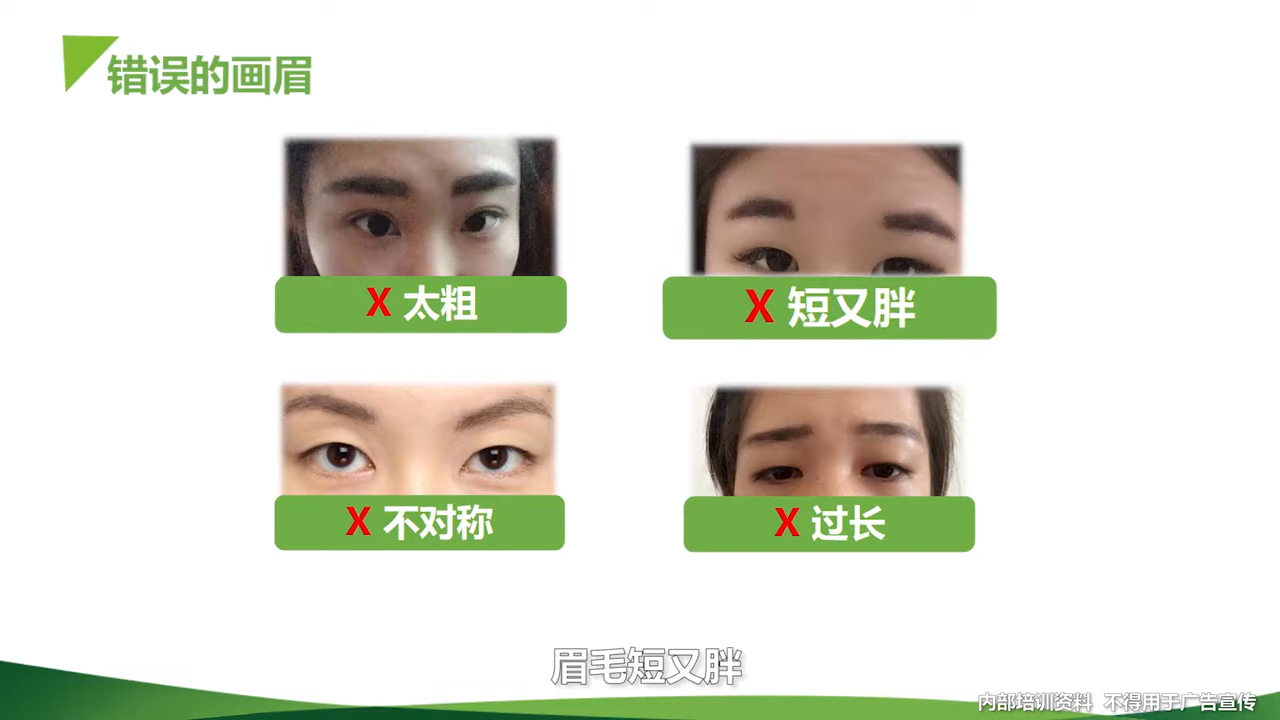 错误的画眉
X 太粗
X 短又胖
X 不对称
X 过长
眉毛短又胖
内部培训资料 不得用于广告宣传